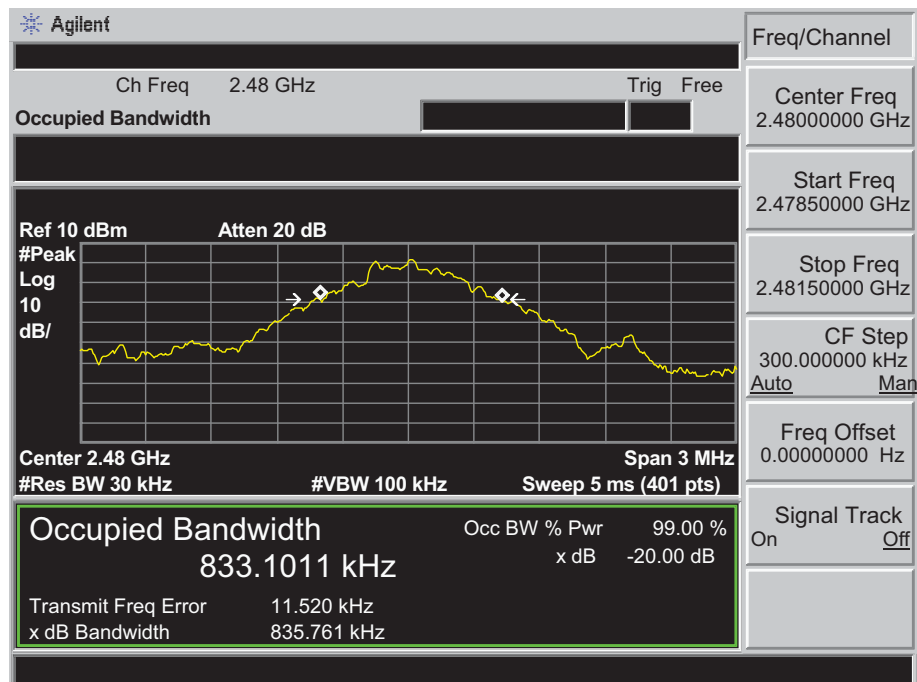 Agilent
Freq/Channel
Ch Freq 2.48 GHz Trig Free
Occupied Bandwidth
Center Freq
2.48000000 GHz
Start Freq
2.47850000 GHz
Ref 10 dBm Atten 20 dB
#Peak
Log
10
dB/
Stop Freq
2.48150000 GHz
CF Step
300.000000 kHz
Auto Man
Freq Offset
0.00000000 Hz
Center 2.48 GHz Span 3 MHz
#Res BW 30 kHz #VBW 100 kHz Sweep 5 ms (401 pts)
Signal Track
On Off
Occupied Bandwidth
833.1011 kHz
Occ BW % Pwr 99.00 %
x dB -20.00 dB
Transmit Freq Error 11.520 kHz
x dB Bandwidth 835.761 kHz